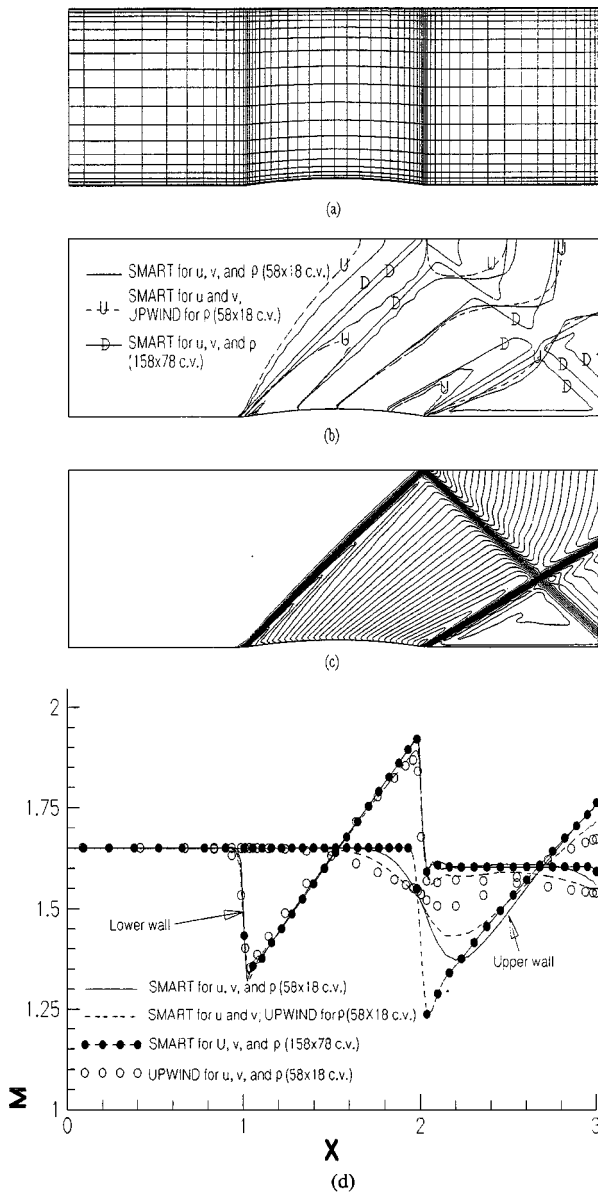 (a)
SMART for u, v, and ρ (58x18 c.v.)
SMART for u and v,
UPWIND for ρ (58x18 c.v.)
SMART for u, v, and ρ
(158x78 c.v.)
U
D
U
D
D
D
U
D
U
D
U
D
D
U
D
D
D
(b)
(c)
2
1.75
1.5
1.25
1
M
Lower wall
Upper wall
SMART for u, v, and ρ (58x18 c.v.)
SMART for u and v, UPWIND for ρ (58X18 c.v.)
SMART for U, v, and ρ (158x78 c.v.)
UPWIND for u, v, and ρ (58x18 c.v.)
0
1
2
3
X
(d)